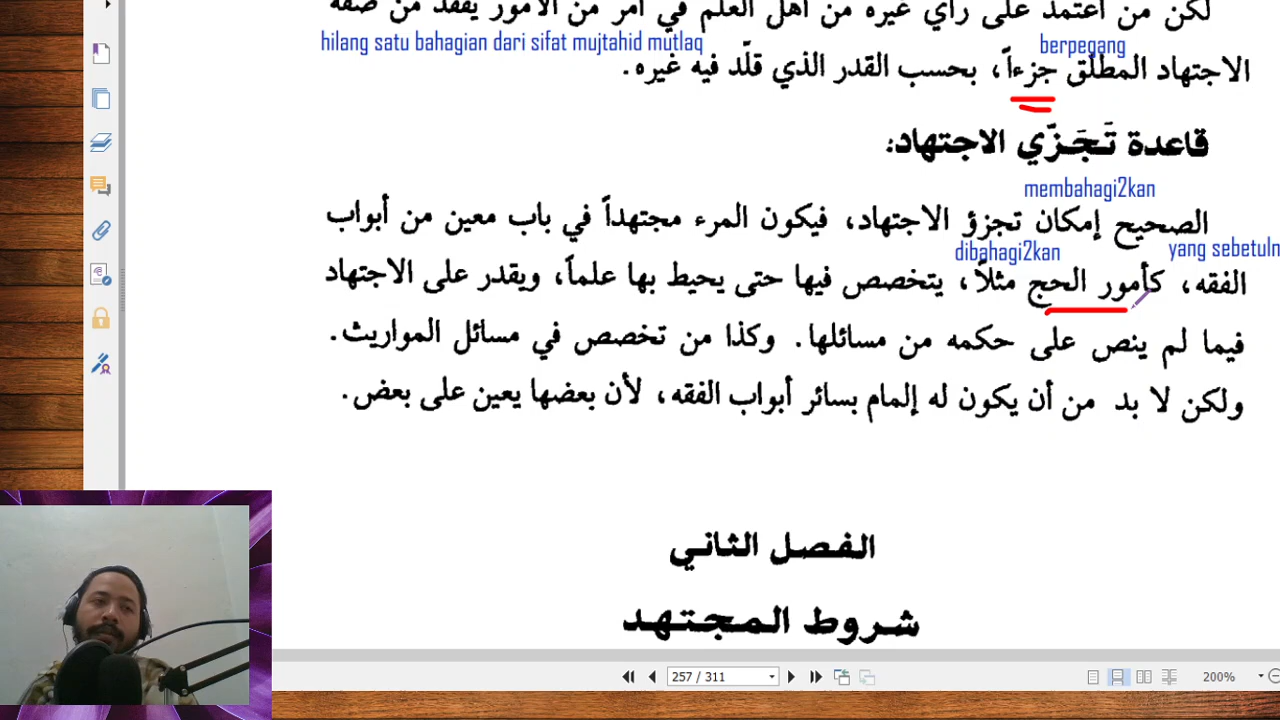 لكن من اعتمد على رأي غيره من أهل العلم في أمر من الأمور يفقد من صفة
hilang satu bahagian dari sifat mujtahid mutlaq
berpegang
الاجتهاد المطلق جزءاً، بحسب القدر الذي قلّد فيه غيره.
قاعدة تَجَزّي الاجتهاد:
membahagi2kan
الصحيح إمكان تجزؤ الاجتهاد، فيكون المرء مجتهداً في باب معين من أبواب
dibahagi2kan
yang sebetuln
الفقه، كأمور الحج مثلاً، يتخصص فيها حتى يحيط بها علماً، ويقدر على الاجتهاد
فيما لم ينص على حكمه من مسائلها. وكذا من تخصص في مسائل المواريث.
ولكن لا بد من أن يكون له إلمام بسائر أبواب الفقه، لأن بعضها يعين على بعض.
الفصل الثاني
شروط المجتهد
257 / 311
200%